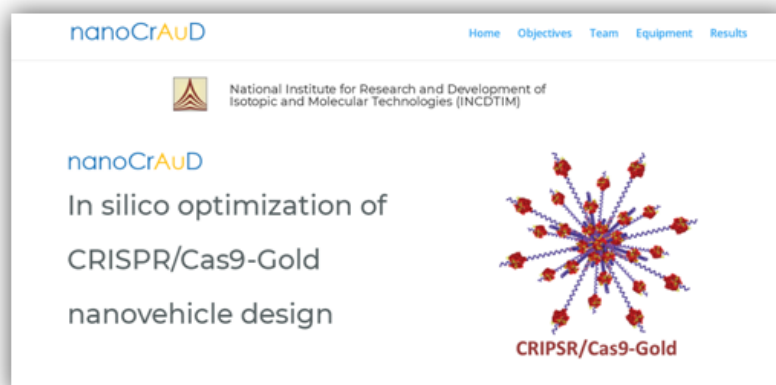 nanoCrAuD
Home Objectives Team Equipment Results
National Institute for Research and Development of
Isotopic and Molecular Technologies (INCDTIM)
nanoCrAuD
In silico optimization of
CRISPR/Cas9-Gold
nanovehicle design
CRIPSR/Cas9-Gold